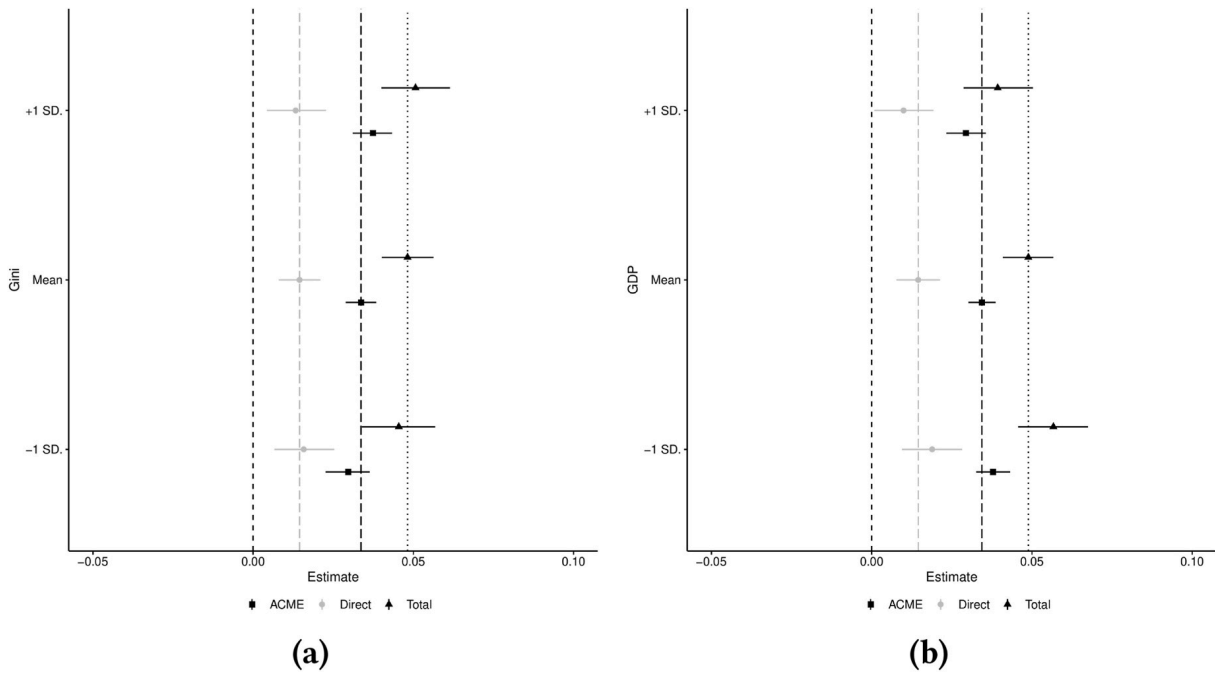 +1 SD.
Mean
−1 SD.
Gini
−0.05 0.00 0.05 0.10
Estimate
ACME Direct Total
(a)
+1 SD.
Mean
−1 SD.
GDP
−0.05 0.00 0.05 0.10
Estimate
ACME Direct Total
(b)